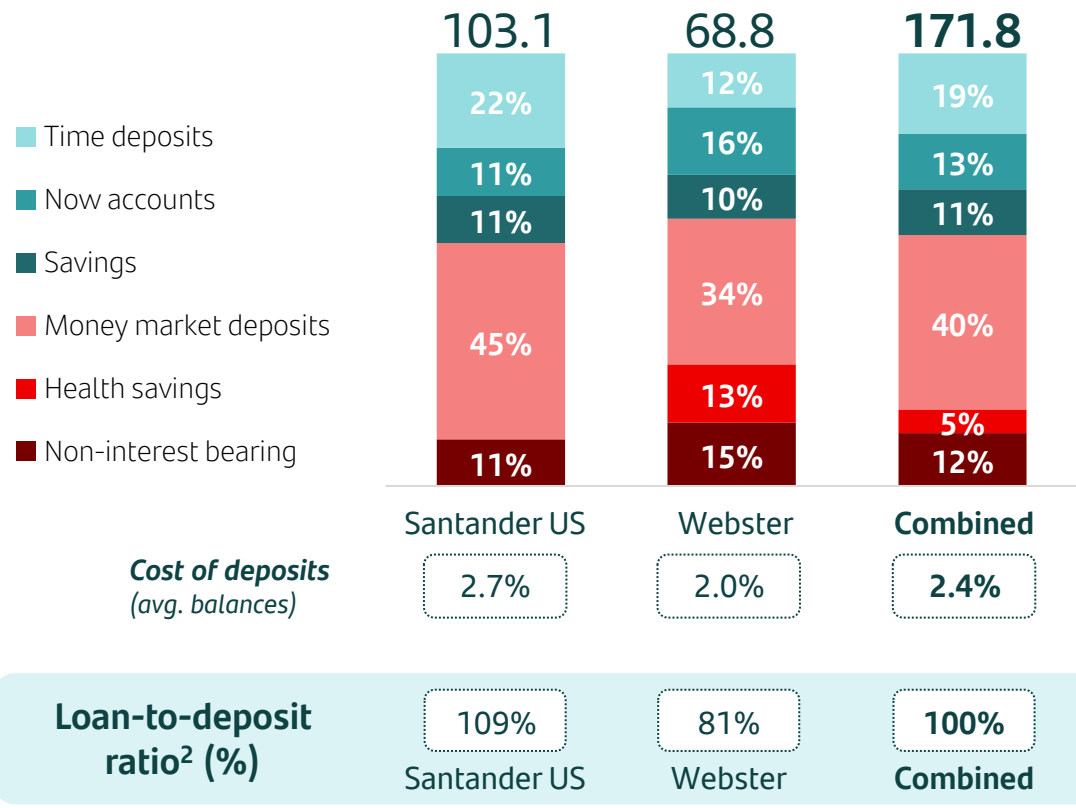 103.1 68.8 171.8
22% 12% 19%
Time deposits
11% 16% 13%
Now accounts
11% 10% 11%
Savings
45% 34% 40%
Money market deposits
13% 5%
Health savings
11% 15% 12%
Non-interest bearing
Santander US Webster Combined
Cost of deposits
(avg. balances)
2.7% 2.0% 2.4%
Loan-to-deposit
ratio² (%)
109% 81% 100%
Santander US Webster Combined